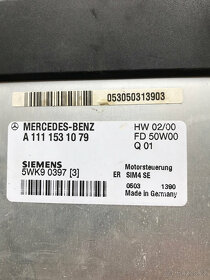 053050313903
MERCEDES-BENZ
A 111 153 10 79
HW 02/00
FD 50W00
Q 01
SIEMENS
5WK9 0397 [3]
Motorsteuerung
ER SIM4 SE
0503 1390
Made in Germany